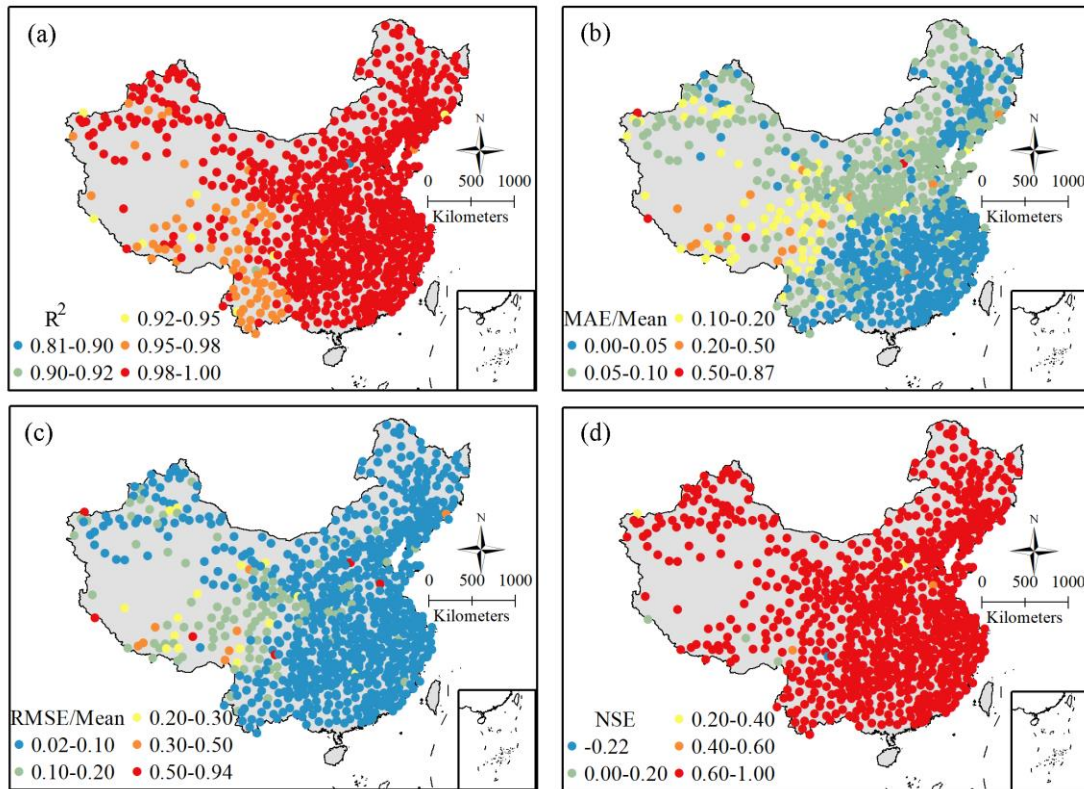 (a)
N
0 500 1000
Kilometers
R2
0.92-0.95
0.81-0.90
0.95-0.98
0.90-0.92
0.98-1.00
(b)
N
0 500 1000
Kilometers
MAE/Mean
0.10-0.20
0.00-0.05
0.20-0.50
0.05-0.10
0.50-0.87
(c)
N
0 500 1000
Kilometers
RMSE/Mean
0.20-0.30
0.02-0.10
0.30-0.50
0.10-0.20
0.50-0.94
(d)
N
0 500 1000
Kilometers
NSE
0.20-0.40
-0.22
0.40-0.60
0.00-0.20
0.60-1.00